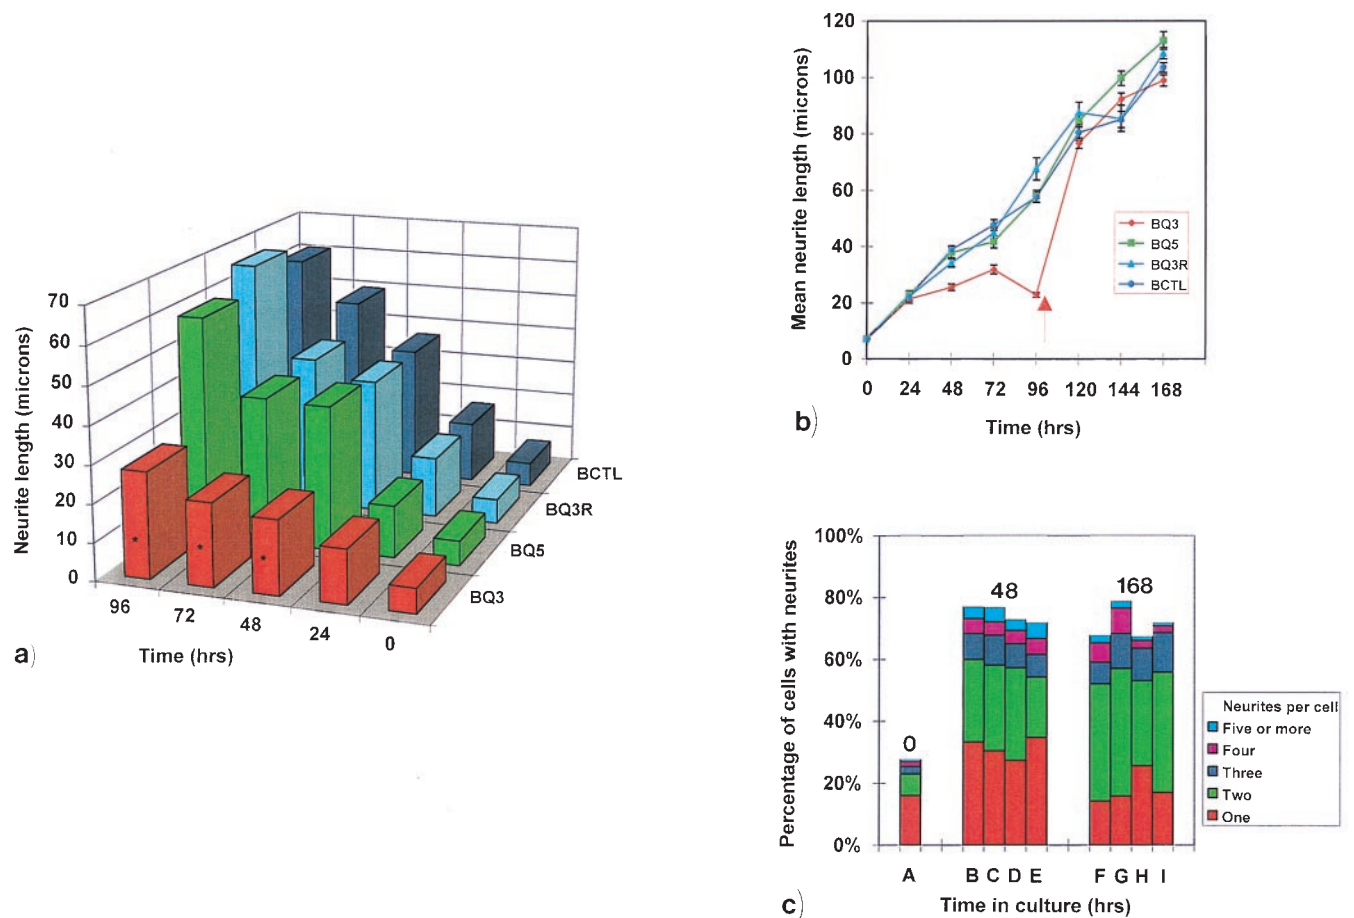 70
60
50
40
30
20
10
0
Neurite length (microns)
96
72
48
24
0
Time (hrs)
BCTL
BQ3R
BQ5
BQ3
*
*
*
a)
120
100
80
60
40
20
0
Mean neurite length (microns)
BQ3
BQ5
BQ3R
BCTL
0 24 48 72 96 120 144 168
Time (hrs)
b)
100%
80%
60%
40%
20%
0%
Percentage of cells with neurites
0
48
168
Neurites per cell
Five or more
Four
Three
Two
One
A B C D E F G H I
Time in culture (hrs)
c)